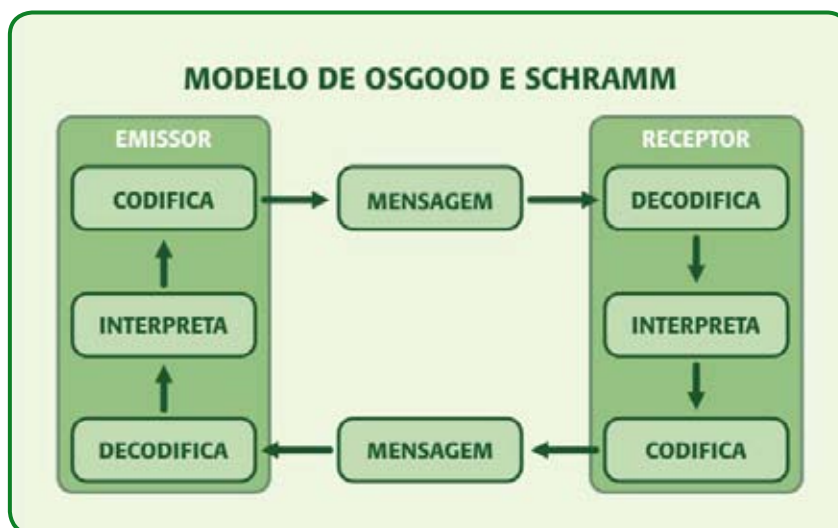 MODELO DE OSGOOD E SCHRAMM
EMISSOR
RECEPTOR
CODIFICA
MENSAGEM
DECODIFICA
INTERPRETA
INTERPRETA
DECODIFICA
MENSAGEM
CODIFICA